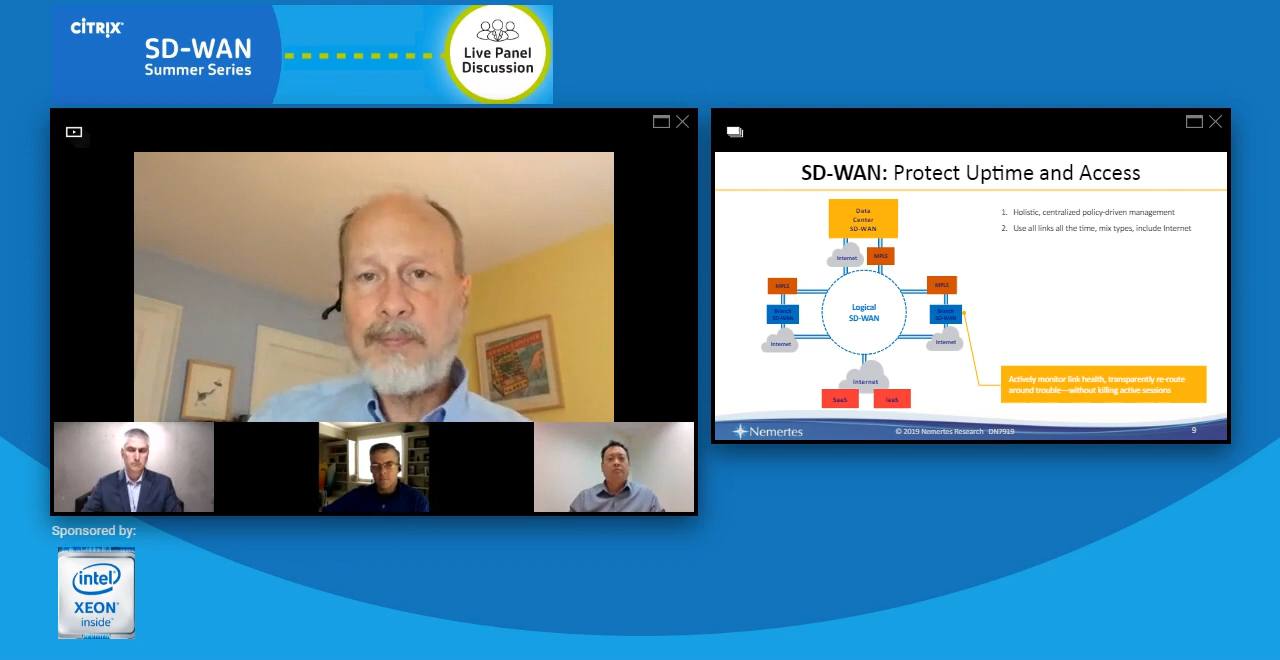 CİTRIX
SD-WAN
Summer Series
Live Panel
Discussion
SD-WAN: Protect Uptime and Access
Data
Center
SD-WAN
Internet
MPLS
MPLS
MPLS
Logical
SD-WAN
Branch
SD-WAN
Branch
SD-WAN
Internet
Internet
Internet
SaaS
IaaS
1. Holistic, centralized policy-driven management
2. Use all links all the time, mix types, include Internet
Actively monitor link health, transparently re-route
around trouble—without killing active sessions
Nemertes
© 2019 Nemertes Research DN7919
9
Sponsored by:
intel
XEON
inside